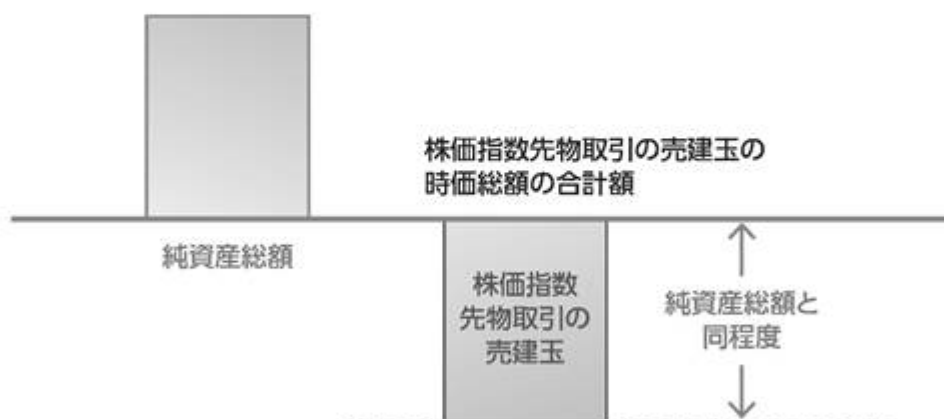 株価指数先物取引の売建玉の
時価総額の合計額
純資産総額
株価指数
先物取引の
売建玉
純資産総額と
同程度